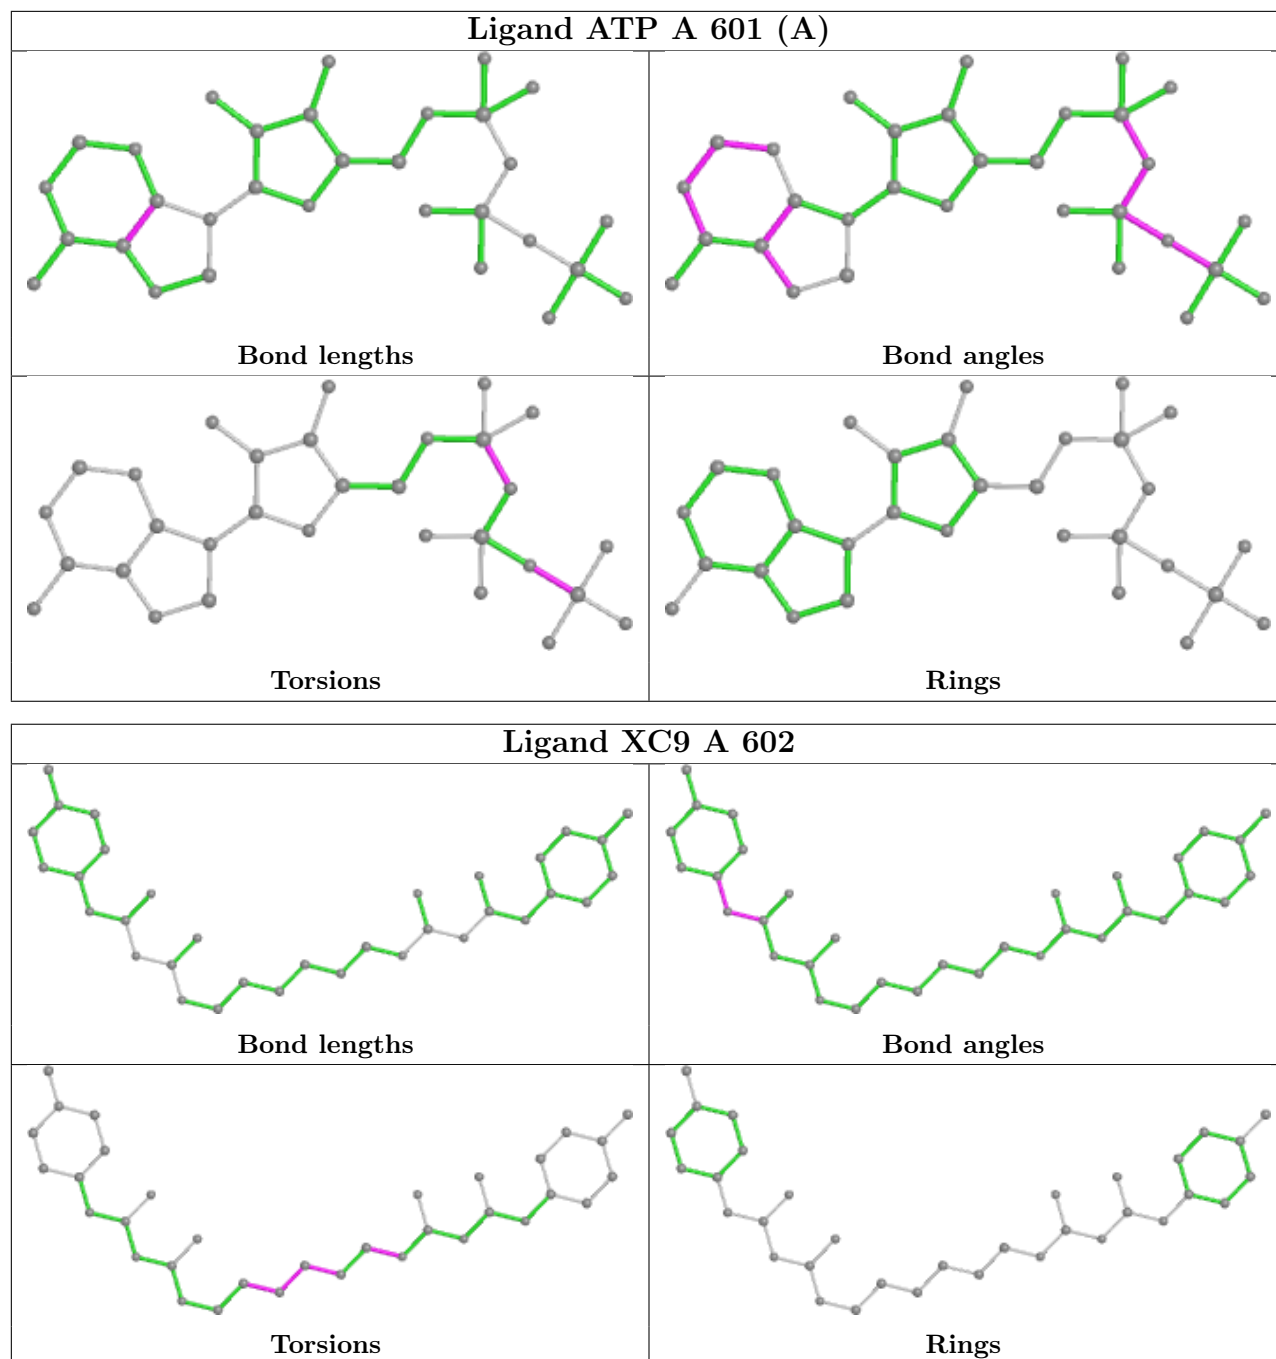 Ligand ATP A 601 (A)
Bond lengths
Bond angles
Torsions
Rings
Ligand XC9 A 602
Bond lengths
Bond angles
Torsions
Rings